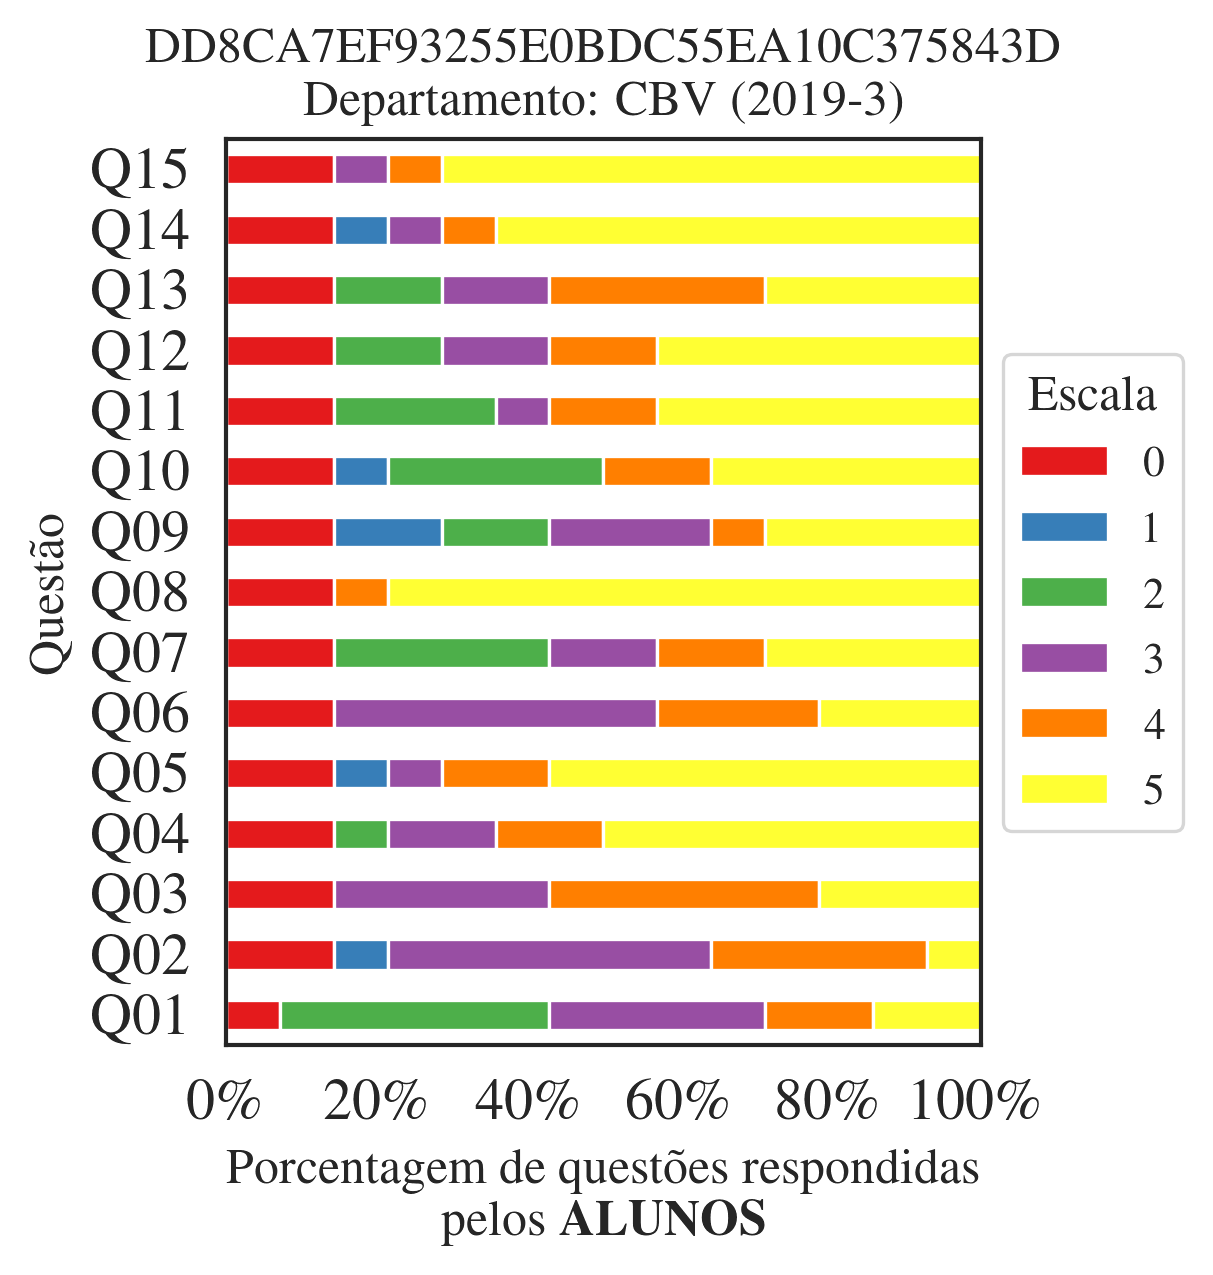 DD8CA7EF93255E0BDC55EA10C375843D
Departamento: CBV (2019-3)
Q15
Q14
Q13
Q12
Q11
Q10
Q09
Q08
Q07
Q06
Q05
Q04
Q03
Q02
Q01
Questão
0% 20% 40% 60% 80% 100%
Porcentagem de questões respondidas
pelos ALUNOS
Escala
0
1
2
3
4
5